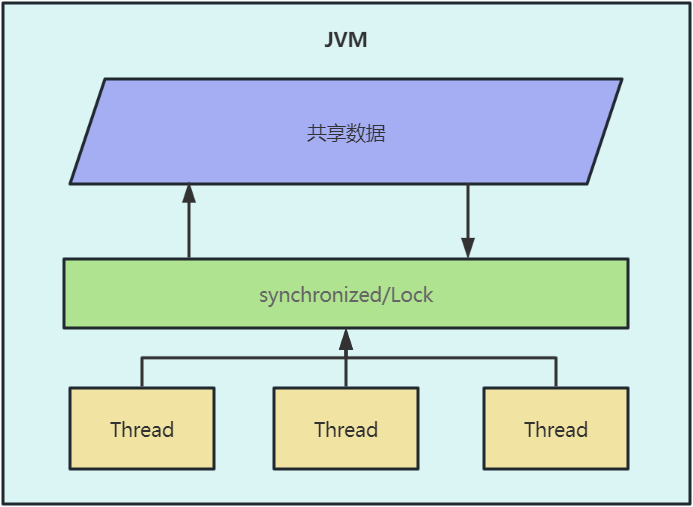 JVM
共享数据
synchronized/Lock
Thread
Thread
Thread